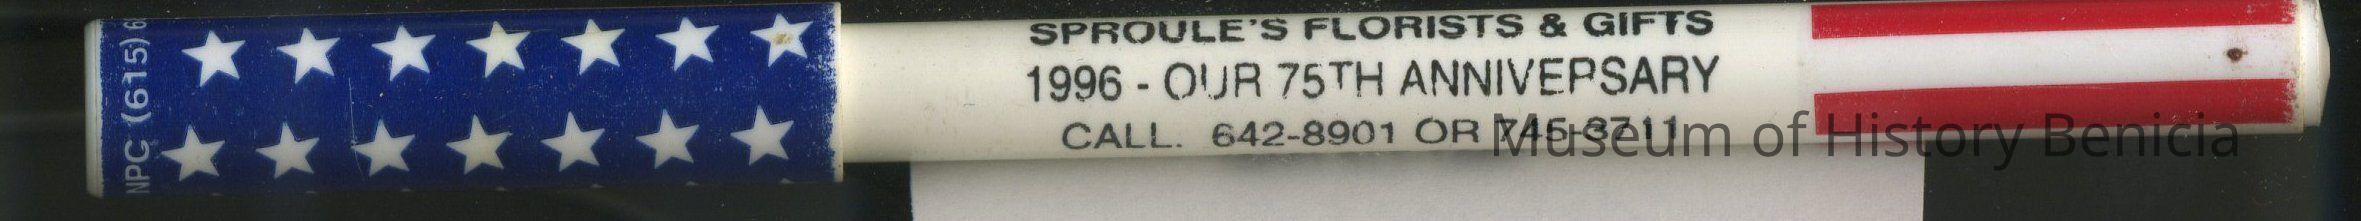 SPROULE'S FLORISTS & GIFTS
1996 - OUR 75TH ANNIVERSARY
CALL. 642-8901 OR 745-3711
NPC (615) 6
Museum of History Benicia